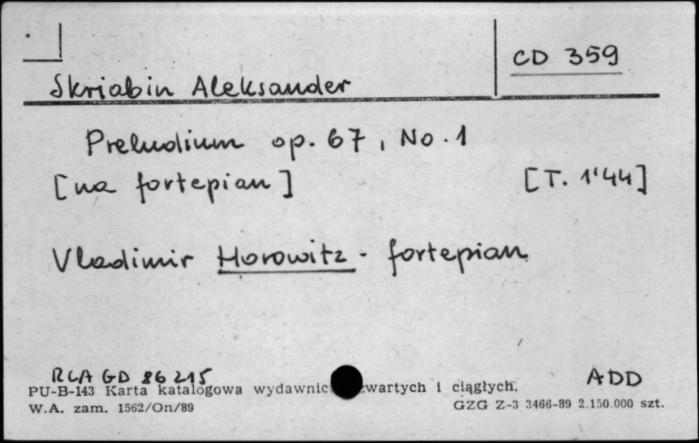 CD 359
Skriabin Aleksander
Preludium op. 67, No. 1
[na fortepian] [T. 1'44]
Vladimir Horowitz - fortepian
RCA GD 86215 ADD
PU-B-143 Karta katalogowa wydawnic wartych i ciągłych.
W.A. zam. 1562/On/89 GZG Z-3 3466-89 2.150.000 szt.